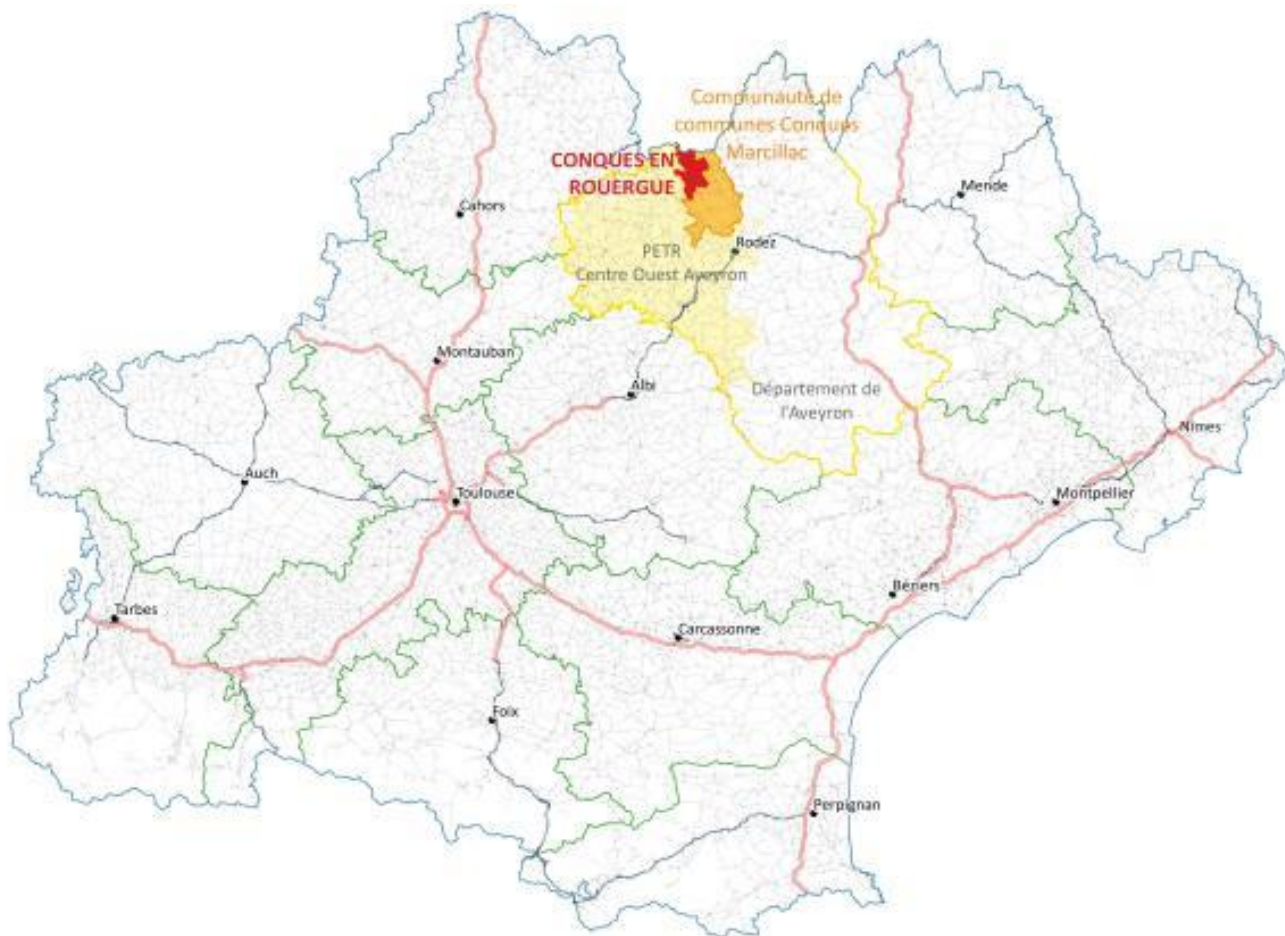 Communauté de
communes Conques
Marcillac
CONQUES EN
ROUERGUE
Mende
Cahors
Rodez
PETR
Centre Ouest Aveyron
Montauban
Albi
Département de
l'Aveyron
Nimes
Auch
Toulouse
Montpellier
Béziers
Tarbes
Carcassonne
Foix
Perpignan